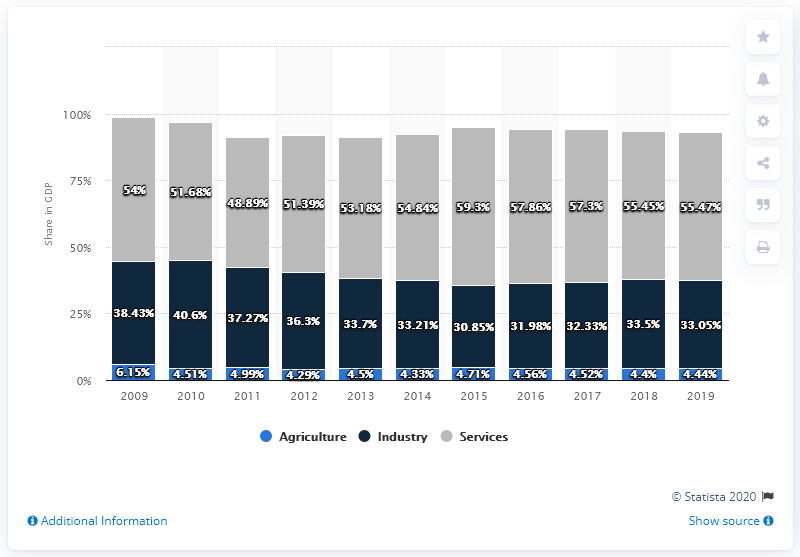 100%
75%
50%
25%
0%
Share in GDP
54% 51.68% 48.89% 51.39% 53.18% 54.84% 59.3% 57.86% 57.3% 55.45% 55.47%
38.43% 40.6% 37.27% 36.3% 33.7% 33.21% 30.85% 31.98% 32.33% 33.5% 33.05%
6.15% 4.51% 4.99% 4.29% 4.5% 4.33% 4.71% 4.56% 4.52% 4.4% 4.44%
2009 2010 2011 2012 2013 2014 2015 2016 2017 2018 2019
Agriculture Industry Services
© Statista 2020
Additional Information Show source